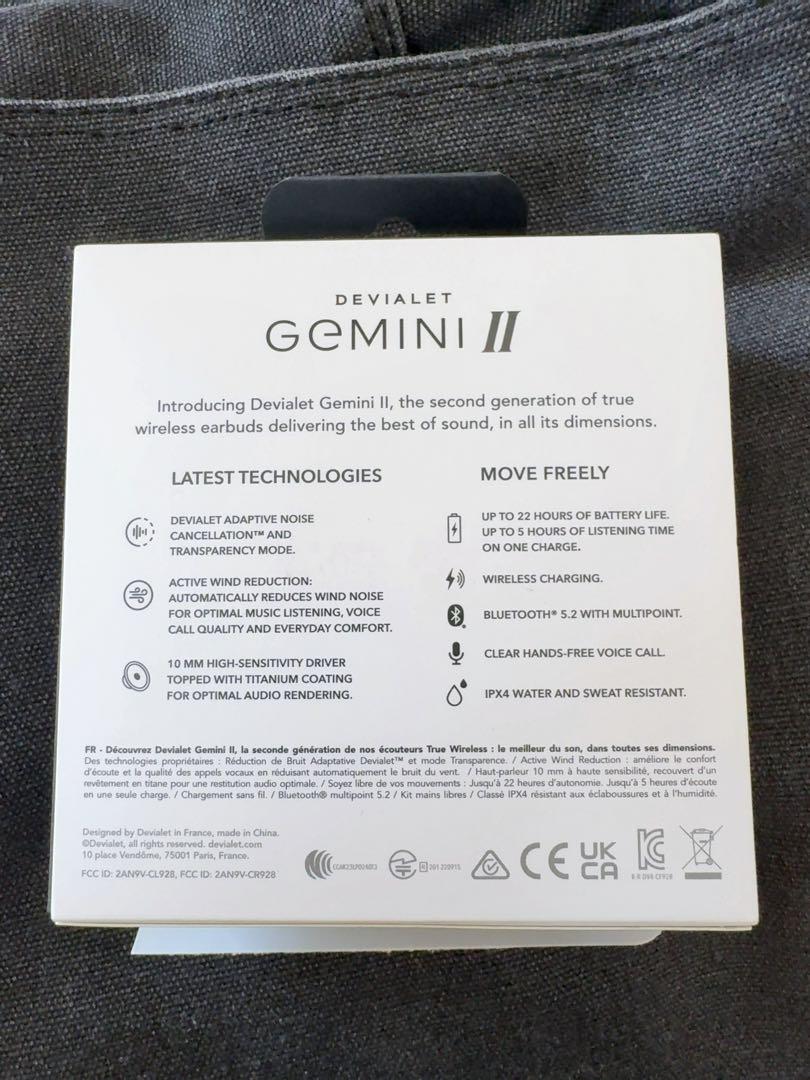 DEVIALET
GEMINI II
Introducing Devialet Gemini II, the second generation of true
wireless earbuds delivering the best of sound, in all its dimensions.
LATEST TECHNOLOGIES
DEVIALET ADAPTIVE NOISE
CANCELLATION™ AND
TRANSPARENCY MODE.
ACTIVE WIND REDUCTION:
AUTOMATICALLY REDUCES WIND NOISE
FOR OPTIMAL MUSIC LISTENING, VOICE
CALL QUALITY AND EVERYDAY COMFORT.
10 MM HIGH-SENSITIVITY DRIVER
TOPPED WITH TITANIUM COATING
FOR OPTIMAL AUDIO RENDERING.
MOVE FREELY
UP TO 22 HOURS OF BATTERY LIFE.
UP TO 5 HOURS OF LISTENING TIME
ON ONE CHARGE.
WIRELESS CHARGING.
BLUETOOTH® 5.2 WITH MULTIPOINT.
CLEAR HANDS-FREE VOICE CALL.
IPX4 WATER AND SWEAT RESISTANT.
FR - Découvrez Devialet Gemini II, la seconde génération de nos écouteurs True Wireless : le meilleur du son, dans toutes ses dimensions.
Des technologies propriétaires : Réduction de Bruit Adaptative Devialet™ et mode Transparence. / Active Wind Reduction : améliore le confort
d'écoute et la qualité des appels vocaux en réduisant automatiquement le bruit du vent. / Haut-parleur 10 mm à haute sensibilité, recouvert d'un
revêtement en titane pour une restitution audio optimale. / Soyez libre de vos mouvements : Jusqu'à 22 heures d'autonomie. Jusqu'à 5 heures d'écoute
en une seule charge. / Chargement sans fil. / Bluetooth® multipoint 5.2 / Kit mains libres / Classé IPX4 résistant aux éclaboussures et à l'humidité.
Designed by Devialet in France, made in China.
©Devialet, all rights reserved. devialet.com
10 place Vendôme, 75001 Paris, France.
FCC ID: 2AN9V-CL928, FCC ID: 2AN9V-CR928
R 201-220915
CE
UK
CA